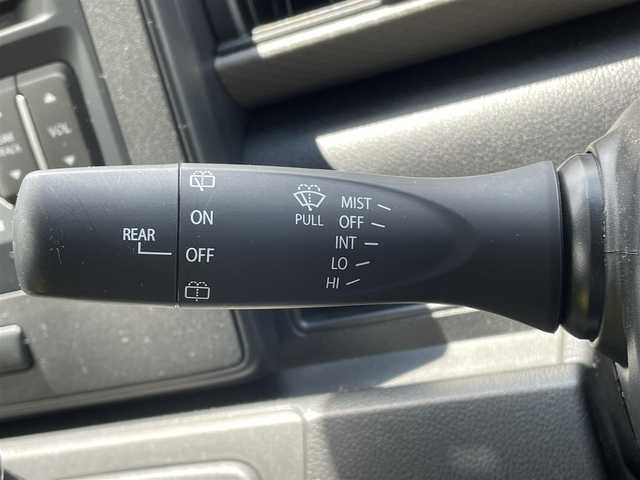 VOL
REAR
ON
OFF
PULL
MIST
OFF
INT
LO
HI